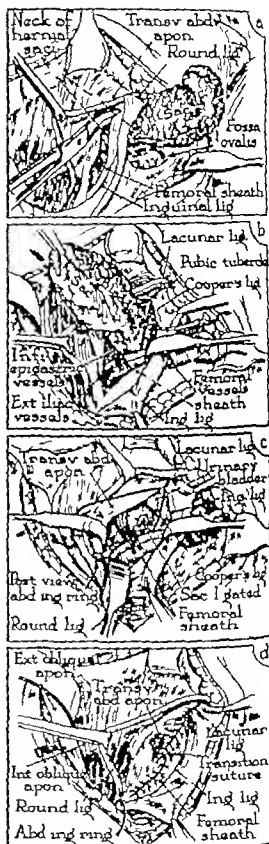 a
Neck of
hernial
sac
Transv abd
apon
Round lig
Sac
Fossa
ovalis
Femoral sheath
Inguinal lig
b
Lacunar lig
Pubic tubercle
Cooper's lig
Inf
epigastric
vessels
Ext iliac
vessels
Femoral
vessels
sheath
Ing lig
c
Transv abd
apon
Lacunar lig
Urinary
bladder
Ing lig
Post view
abd ing ring
Round lig
Cooper's lig
Sac ligated
Femoral
sheath
d
Ext oblique
apon
Transv
abd apon
Lacunar
lig
Transition
suture
Int oblique
apon
Round lig
Abd ing ring
Ing lig
Femoral
sheath